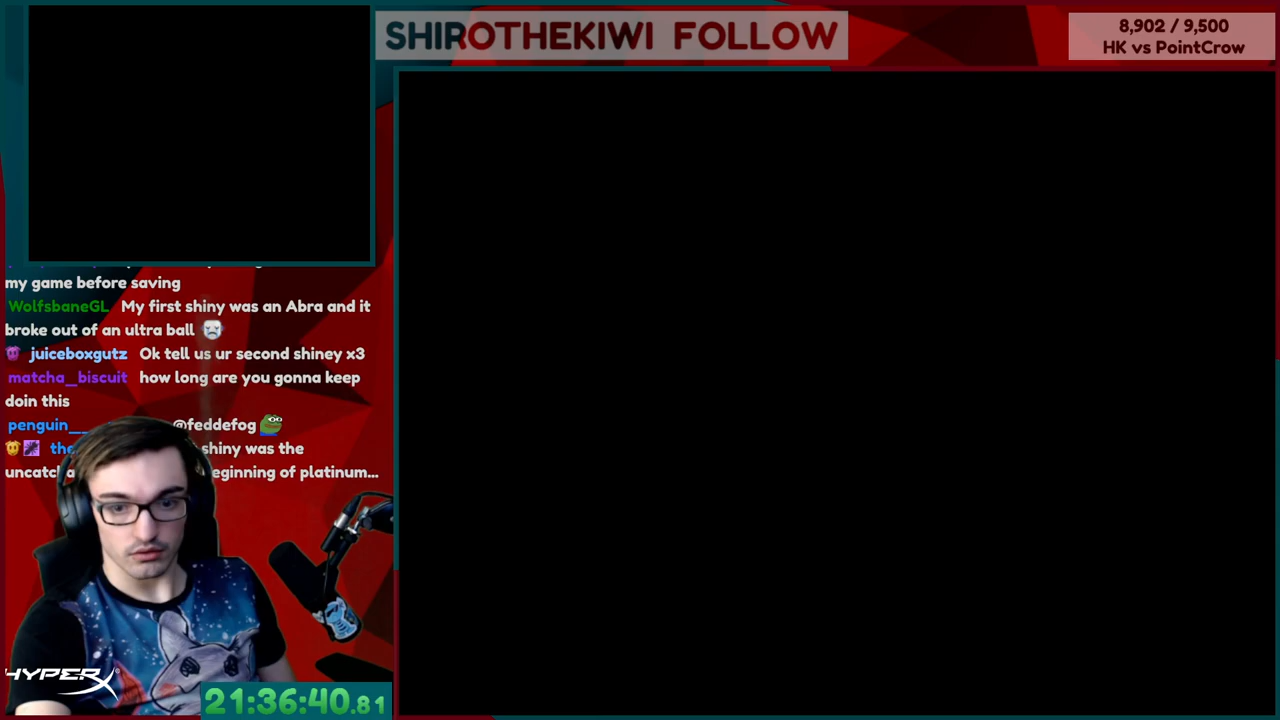 SHIROTHEKIWI FOLLOW
8,902 / 9,500
HK vs PointCrow
my game before saving
WolfsbaneGL My first shiny was an Abra and it
broke out of an ultra ball
juiceboxgutz Ok tell us ur second shiney x3
matcha_biscuit how long are you gonna keep
doin this
penguin__ @feddefog
the shiny was the
uncatcha eginning of platinum...
HYPERX
21:36:40.81